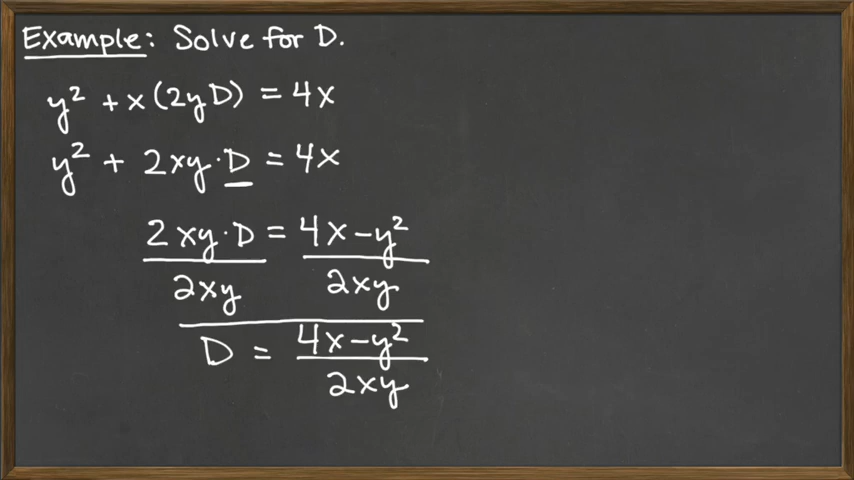 Example: Solve for D.
y² + x(2yD) = 4x
y² + 2xy·D = 4x
2xy·D = 4x-y²
2xy 2xy
D = 4x-y²
2xy